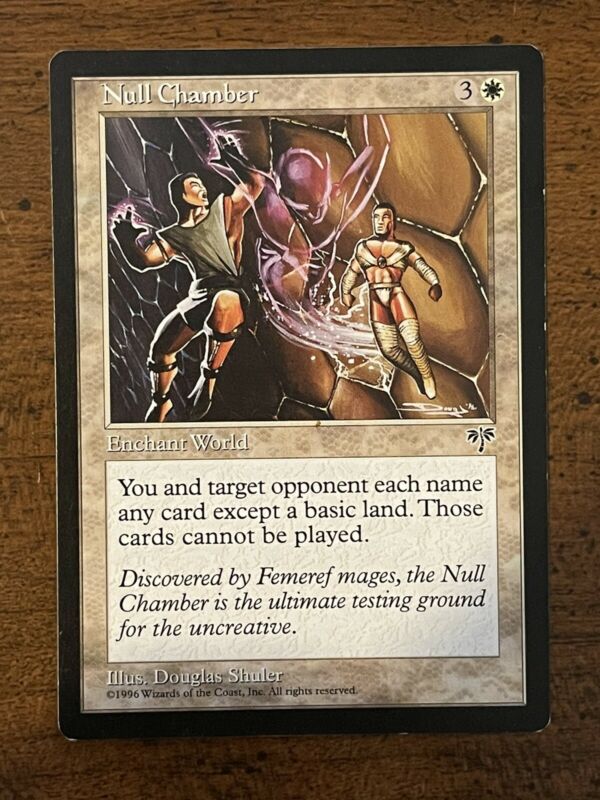 Null Chamber 3
Enchant World
You and target opponent each name
any card except a basic land. Those
cards cannot be played.
Discovered by Femeref mages, the Null
Chamber is the ultimate testing ground
for the uncreative.
Illus. Douglas Shuler
©1996 Wizards of the Coast, Inc. All rights reserved.